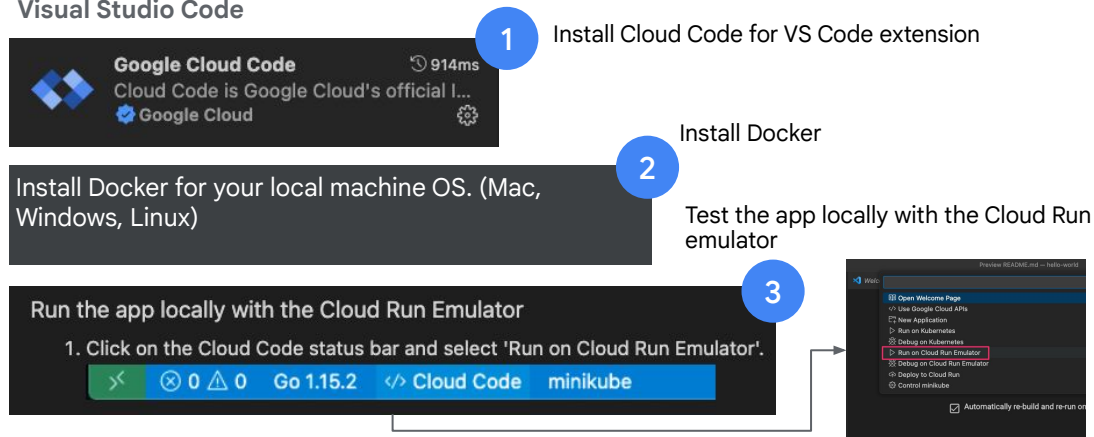 Visual Studio Code
1
Install Cloud Code for VS Code extension
Google Cloud Code
914ms
Cloud Code is Google Cloud's official I...
Google Cloud
Install Docker
2
Install Docker for your local machine OS. (Mac,
Windows, Linux)
Test the app locally with the Cloud Run
emulator
3
Run the app locally with the Cloud Run Emulator
1. Click on the Cloud Code status bar and select 'Run on Cloud Run Emulator'.
0 0 Go 1.15.2 </> Cloud Code minikube
Preview README.md — hello-world
Welc
Open Welcome Page
</> Use Google Cloud APIs
New Application
Run on Kubernetes
Debug on Kubernetes
Run on Cloud Run Emulator
Debug on Cloud Run Emulator
Deploy to Cloud Run
Control minikube
Automatically re-build and re-run on